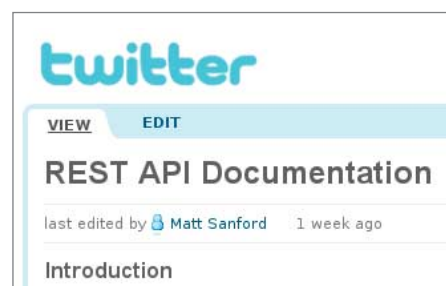 twitter
VIEW EDIT
REST API Documentation
last edited by Matt Sanford 1 week ago
Introduction